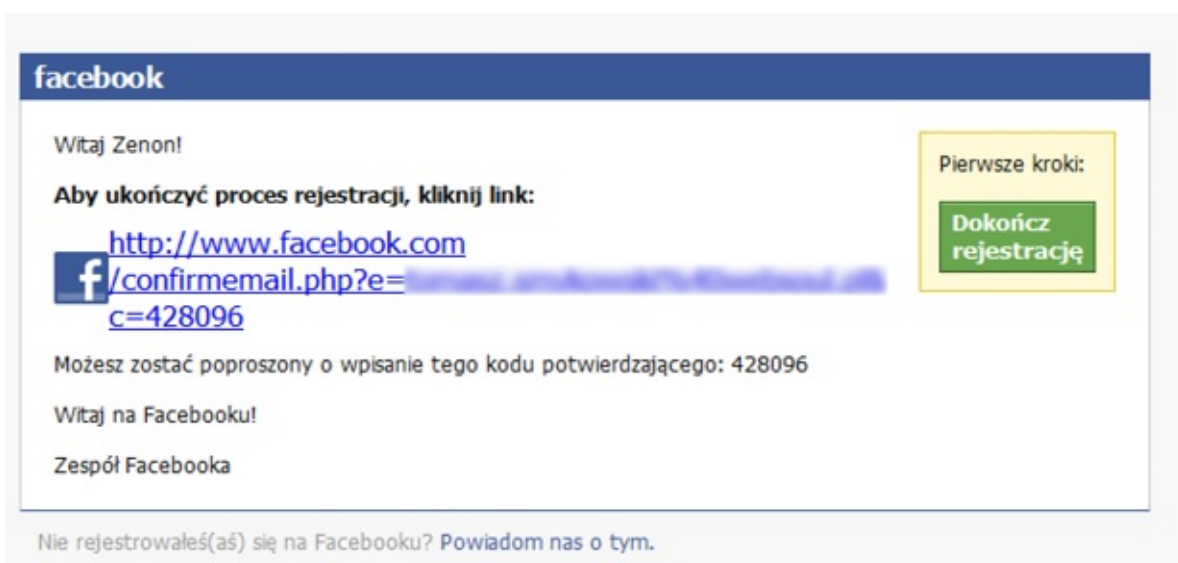 facebook
Witaj Zenon!
Aby ukończyć proces rejestracji, kliknij link:
http://www.facebook.com
/confirmemail.php?e=
c=428096
Możesz zostać poproszony o wpisanie tego kodu potwierdzającego: 428096
Witaj na Facebooku!
Zespół Facebooka
Pierwsze kroki:
Dokończ
rejestrację
Nie rejestrowałeś(aś) się na Facebooku? Powiadom nas o tym.